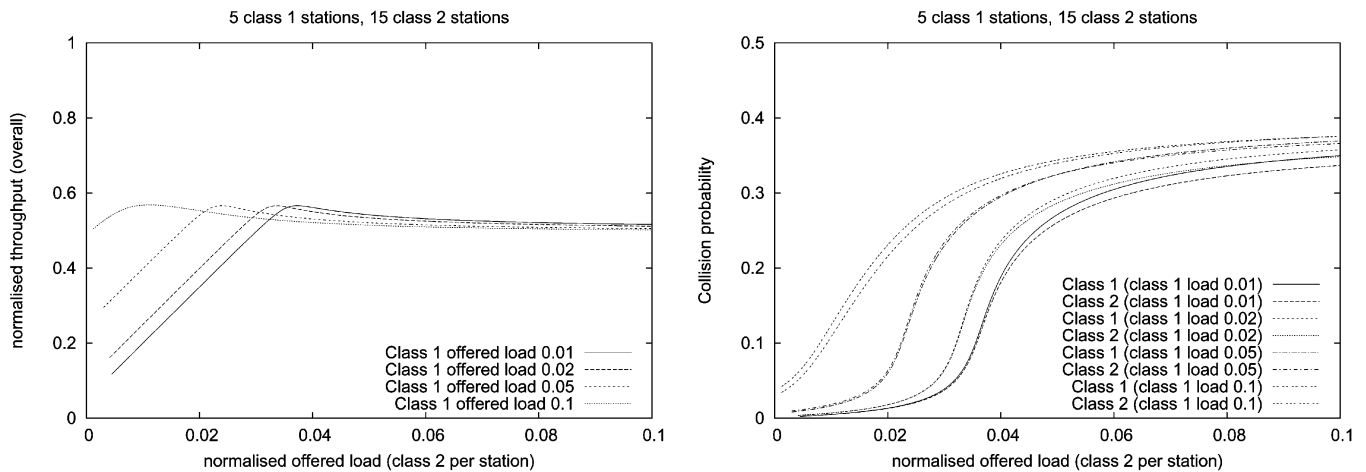 5 class 1 stations, 15 class 2 stations
1
0.8
0.6
0.4
0.2
0
normalised throughput (overall)
Class 1 offered load 0.01
Class 1 offered load 0.02
Class 1 offered load 0.05
Class 1 offered load 0.1
0 0.02 0.04 0.06 0.08 0.1
normalised offered load (class 2 per station)
5 class 1 stations, 15 class 2 stations
0.5
0.4
0.3
0.2
0.1
0
Collision probability
Class 1 (class 1 load 0.01)
Class 2 (class 1 load 0.01)
Class 1 (class 1 load 0.02)
Class 2 (class 1 load 0.02)
Class 1 (class 1 load 0.05)
Class 2 (class 1 load 0.05)
Class 1 (class 1 load 0.1)
Class 2 (class 1 load 0.1)
0 0.02 0.04 0.06 0.08 0.1
normalised offered load (class 2 per station)